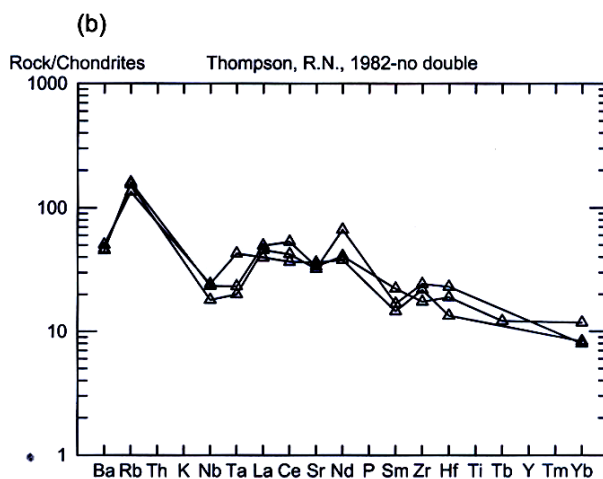 (b)
Rock/Chondrites Thompson, R.N., 1982-no double
1000
100
10
1
Ba Rb Th K Nb Ta La Ce Sr Nd P Sm Zr Hf Ti Tb Y Tm Yb